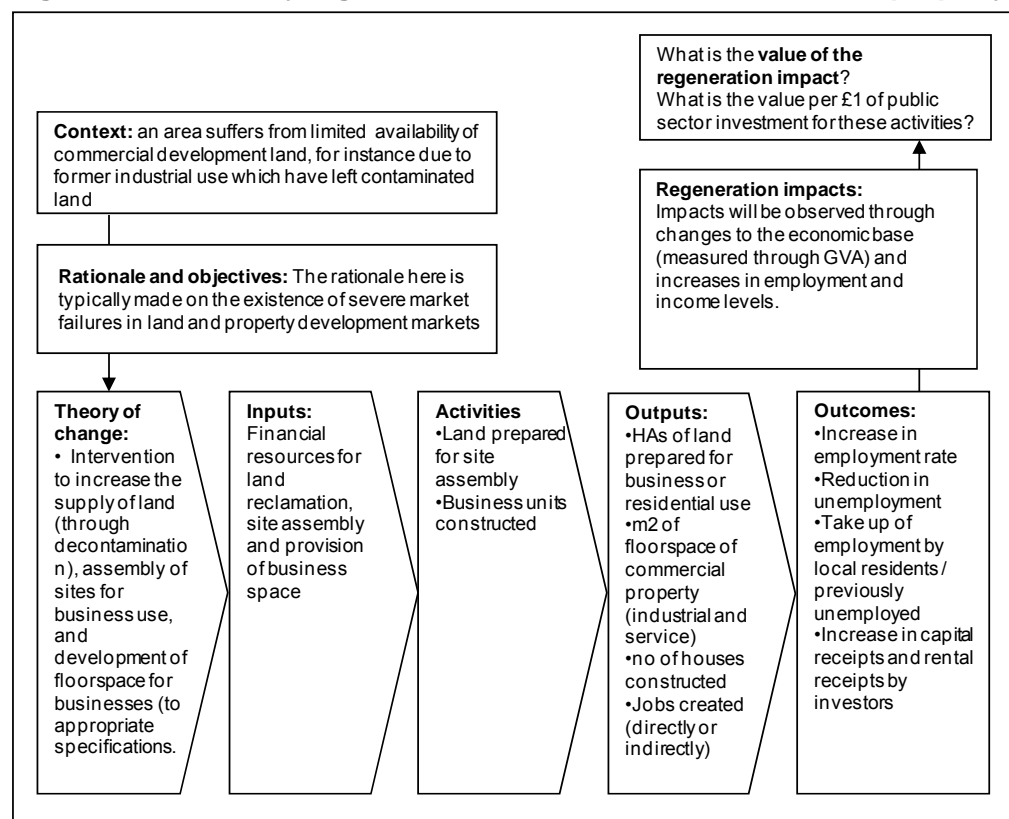 Context: an area suffers from limited availability of
commercial development land, for instance due to
former industrial use which have left contaminated
land
Rationale and objectives: The rationale here is
typically made on the existence of severe market
failures in land and property development markets
What is the value of the
regeneration impact?
What is the value per £1 of public
sector investment for these activities?
Regeneration impacts:
Impacts will be observed through
changes to the economic base
(measured through GVA) and
increases in employment and
income levels.
Theory of
change:
• Intervention
to increase the
supply of land
(through
decontaminatio
n), assembly of
sites for
business use,
and
development of
floorspace for
businesses (to
appropriate
specifications.
Inputs:
Financial
resources for
land
reclamation,
site assembly
and provision
of business
space
Activities
•Land prepared
for site
assembly
•Business units
constructed
Outputs:
•HAs of land
prepared for
business or
residential use
•m2 of
floorspace of
commercial
property
(industrial and
service)
•no of houses
constructed
•Jobs created
(directly or
indirectly)
Outcomes:
•Increase in
employment rate
•Reduction in
unemployment
•Take up of
employment by
local residents /
previously
unemployed
•Increase in capital
receipts and rental
receipts by
investors